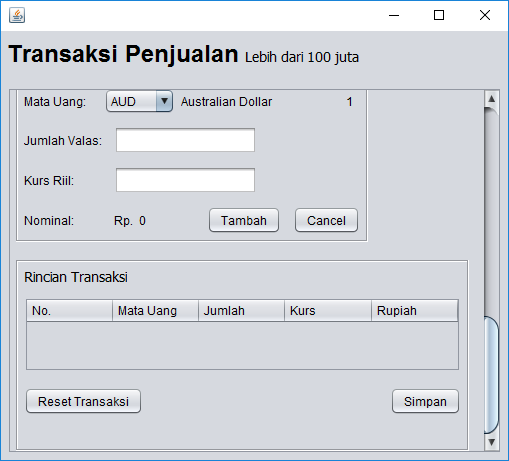 Transaksi Penjualan Lebih dari 100 juta
Mata Uang: AUD Australian Dollar 1
Jumlah Valas:
Kurs Riil:
Nominal: Rp. 0 Tambah Cancel
Rincian Transaksi
No. Mata Uang Jumlah Kurs Rupiah
Reset Transaksi Simpan